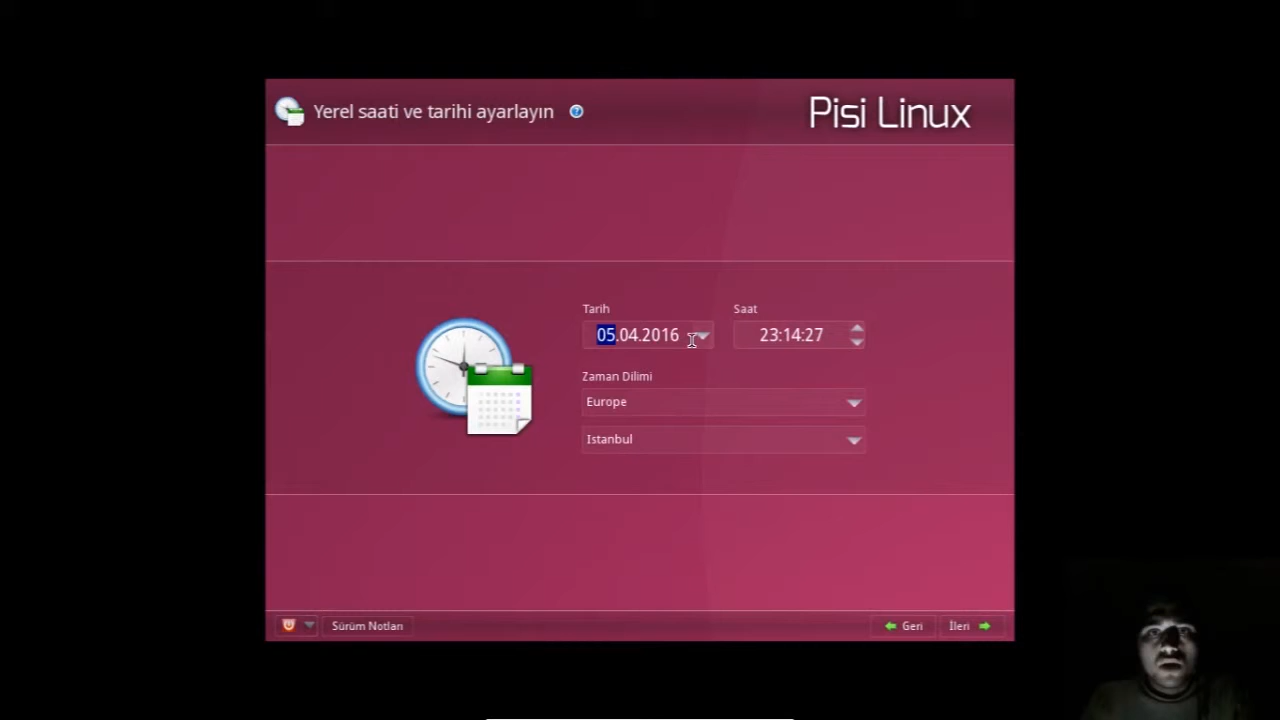 Yerel saati ve tarihi ayarlayın
Pisi Linux
Tarih
Saat
05.04.2016
23:14:27
Zaman Dilimi
Europe
Istanbul
Sürüm Notları
Geri
İleri